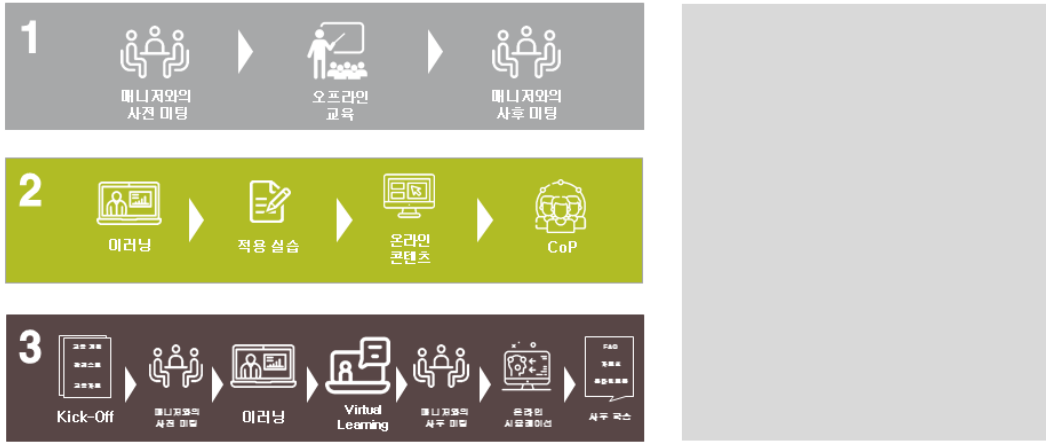 1
매니저와의
사전 미팅
오프라인
교육
매니저와의
사후 미팅
2
이러닝
적용 실습
온라인
콘텐츠
CoP
3
Kick-Off
매니저와의
사전 미팅
이러닝
Virtual
Learning
매니저와의
사후 미팅
온라인
시뮬레이션
FAQ
사후